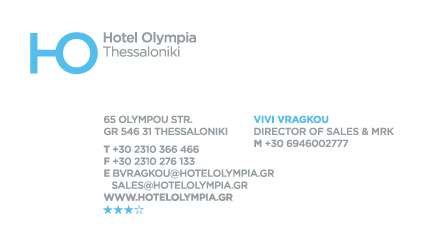 Hotel Olympia
Thessaloniki
65 OLYMPOU STR.
GR 546 31 THESSALONIKI
T +30 2310 366 466
F +30 2310 276 133
E BVRAGKOU@HOTELOLYMPIA.GR
SALES@HOTELOLYMPIA.GR
WWW.HOTELOLYMPIA.GR
VIVI VRAGKOU
DIRECTOR OF SALES & MRK
M +30 6946002777